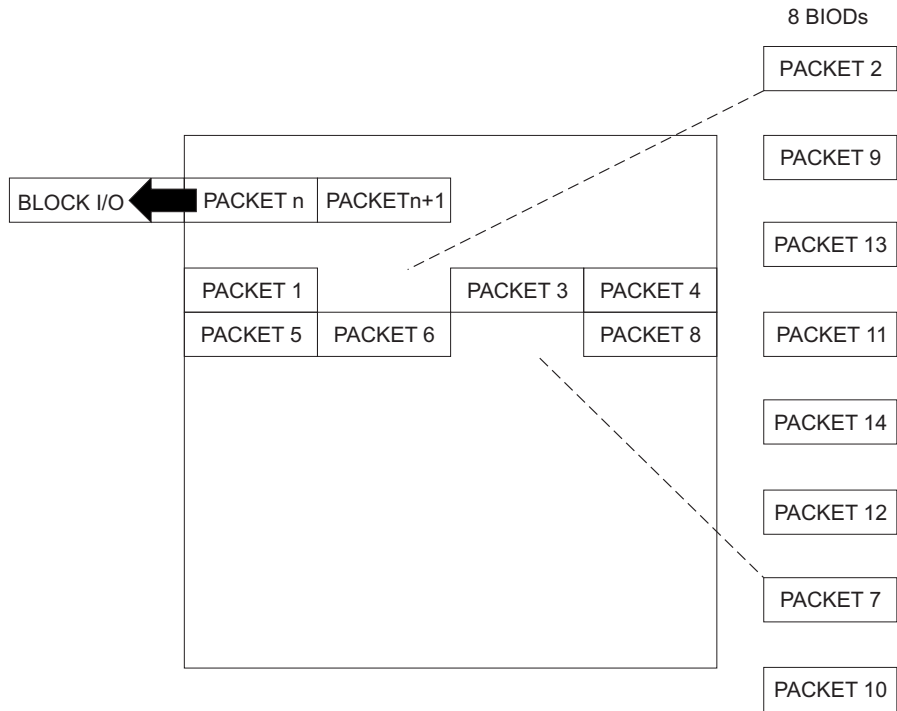 8 BIODs
PACKET 2
PACKET 9
BLOCK I/O
PACKET n
PACKETn+1
PACKET 13
PACKET 1
PACKET 3
PACKET 4
PACKET 5
PACKET 6
PACKET 8
PACKET 11
PACKET 14
PACKET 12
PACKET 7
PACKET 10